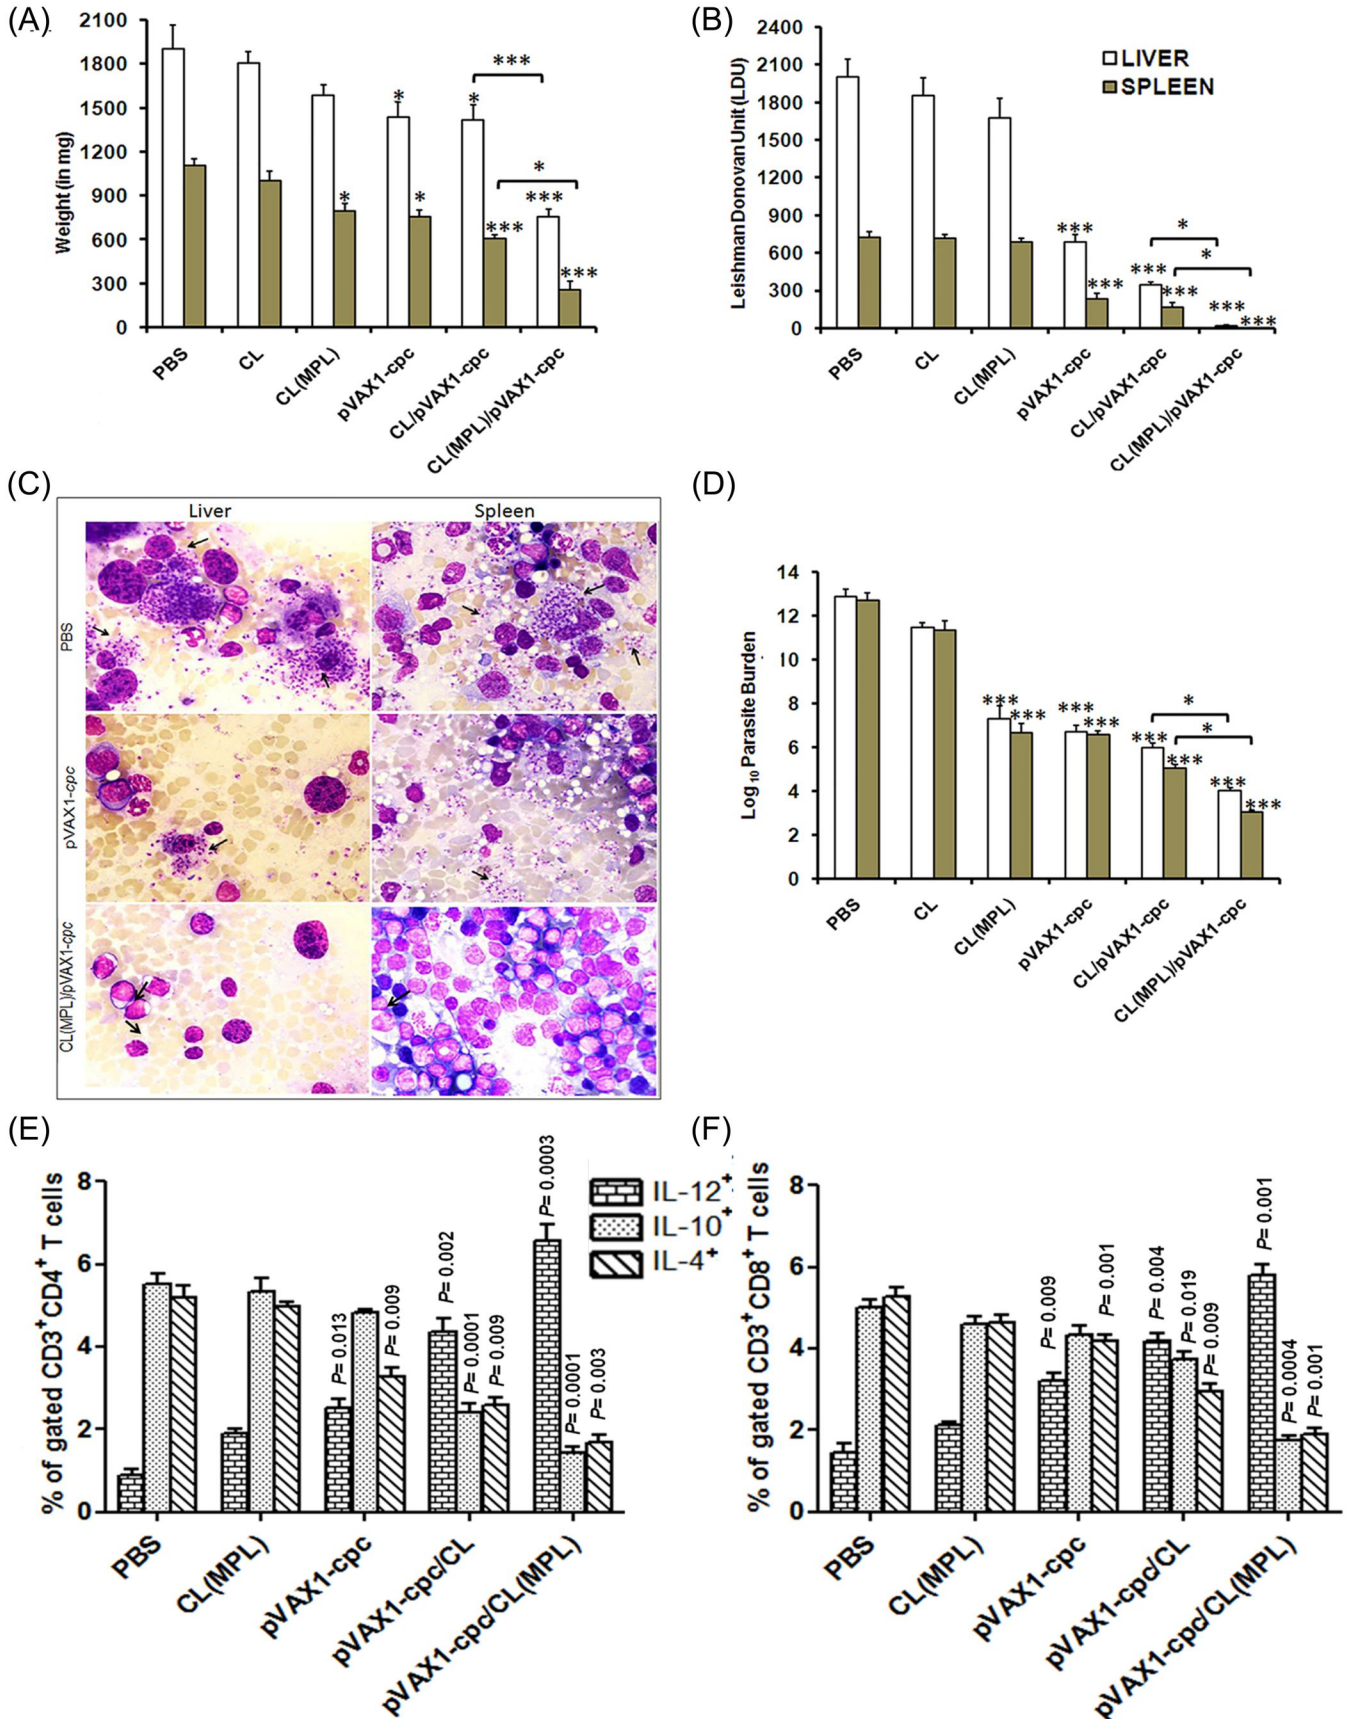 (A)
2100
1800
1500
1200
900
600
300
0
Weight (in mg)
***
*
*
*
*
*
***
***
***
PBS
CL
CL(MPL)
pVAX1-cpc
CL/pVAX1-cpc
CL(MPL)/pVAX1-cpc
(B)
2400
2100
1800
1500
1200
900
600
300
0
Leishman Donovan Unit (LDU)
LIVER
SPLEEN
***
***
***
***
*
*
***
***
PBS
CL
CL(MPL)
pVAX1-cpc
CL/pVAX1-cpc
CL(MPL)/pVAX1-cpc
(C)
Liver
Spleen
PBS
pVAX1-cpc
CL(MPL)/pVAX1-cpc
(D)
14
12
10
8
6
4
2
0
Log10 Parasite Burden
***
***
***
***
***
***
*
*
***
***
PBS
CL
CL(MPL)
pVAX1-cpc
CL/pVAX1-cpc
CL(MPL)/pVAX1-cpc
(E)
8
6
4
2
0
% of gated CD3+CD4+ T cells
P= 0.013
P= 0.009
P= 0.002
P= 0.0001
P= 0.009
P= 0.0003
P= 0.0001
P= 0.003
IL-12+
IL-10+
IL-4+
PBS
CL(MPL)
pVAX1-cpc
pVAX1-cpc/CL
pVAX1-cpc/CL(MPL)
(F)
8
6
4
2
0
% of gated CD3+CD8+ T cells
P= 0.009
P= 0.001
P= 0.004
P= 0.019
P= 0.009
P= 0.001
P= 0.0004
P= 0.001
PBS
CL(MPL)
pVAX1-cpc
pVAX1-cpc/CL
pVAX1-cpc/CL(MPL)